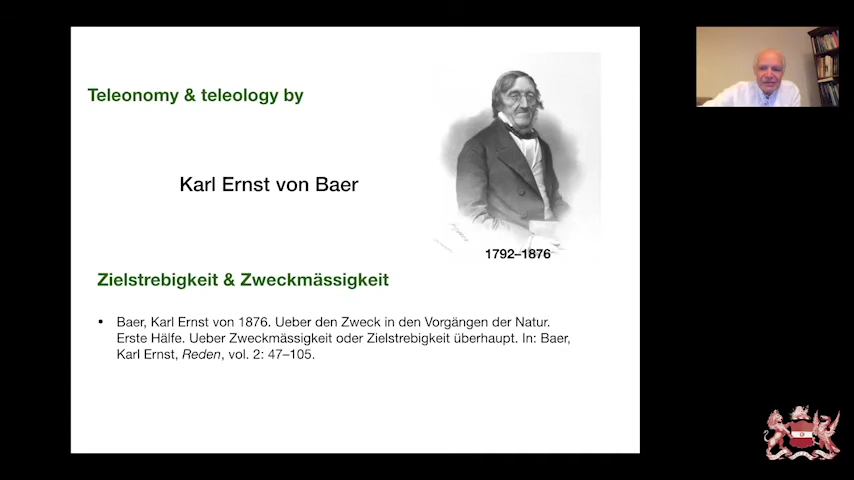 Teleonomy & teleology by
Karl Ernst von Baer
1792–1876
Zielstrebigkeit & Zweckmässigkeit
• Baer, Karl Ernst von 1876. Ueber den Zweck in den Vorgängen der Natur.
Erste Hälfe. Ueber Zweckmässigkeit oder Zielstrebigkeit überhaupt. In: Baer,
Karl Ernst, Reden, vol. 2: 47–105.